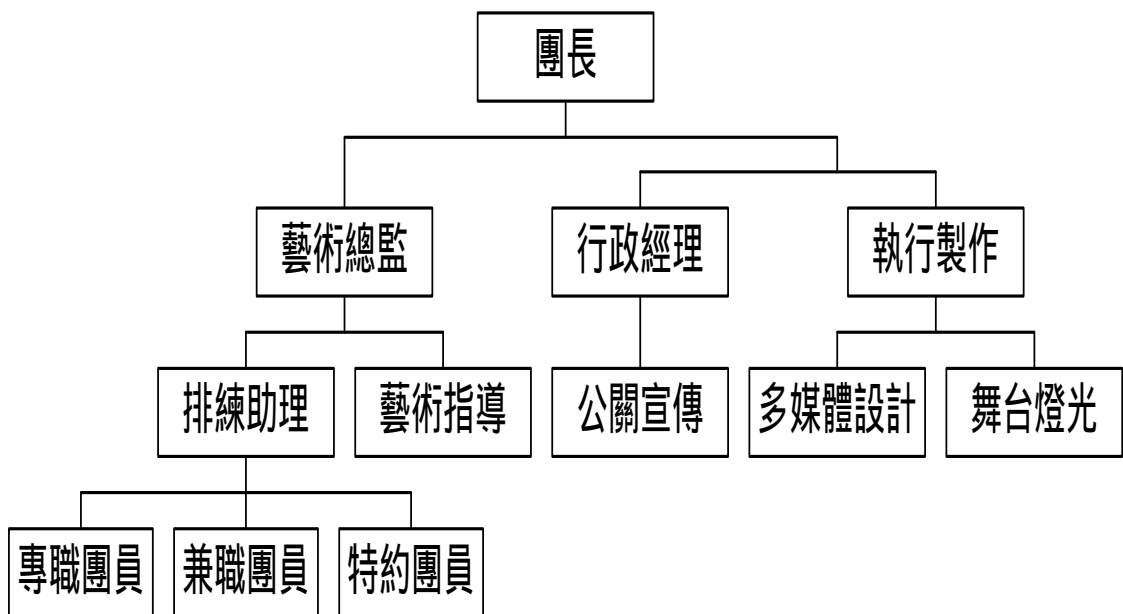 團長
藝術總監
行政經理
執行製作
排練助理
藝術指導
公關宣傳
多媒體設計
舞台燈光
專職團員
兼職團員
特約團員